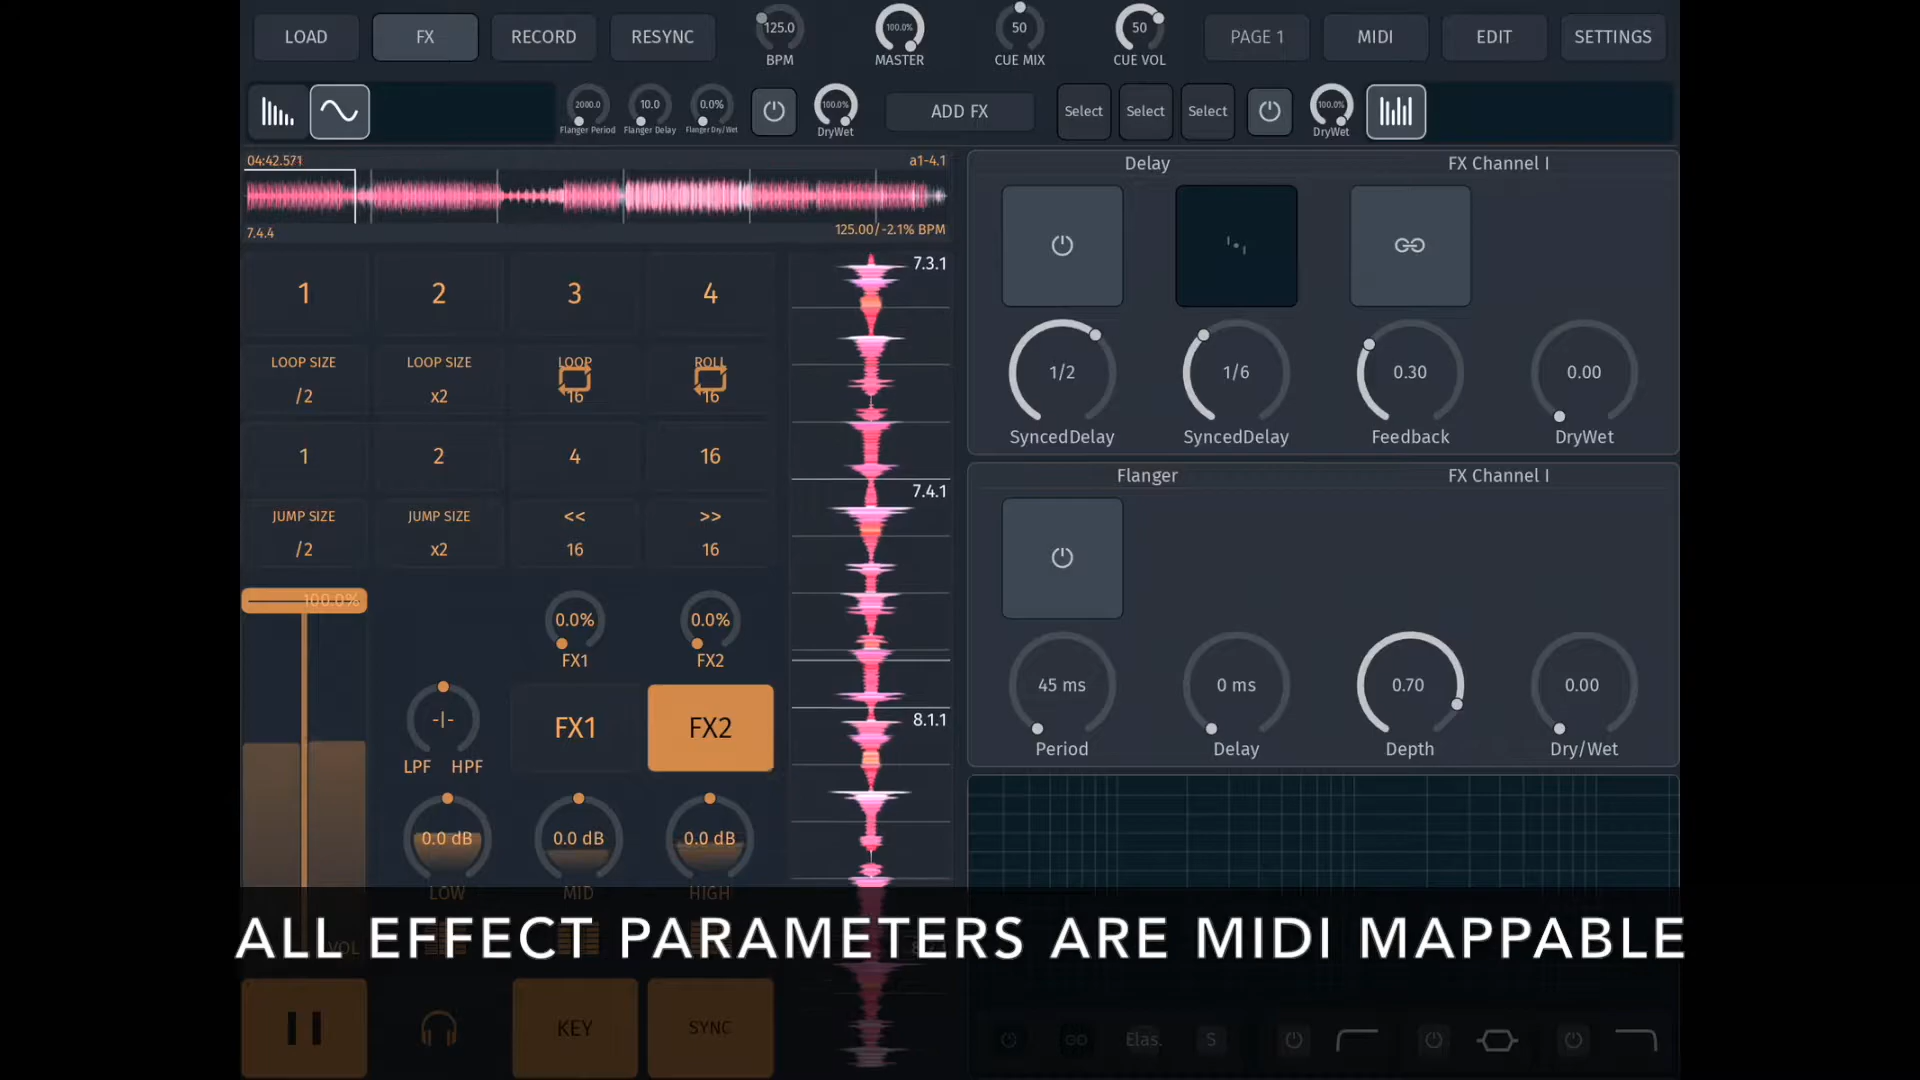 LOAD FX RECORD RESYNC 125.0 BPM 100.0% MASTER 50 CUE MIX 50 CUE VOL PAGE 1 MIDI EDIT SETTINGS
2000.0 Flanger Period 10.0 Flanger Delay 0.0% Flanger Dry/Wet 100.0% DryWet ADD FX Select Select Select 100.0% DryWet
04:42.571 a1-4.1
7.4.4 125.00/-2.1% BPM
1 2 3 4
LOOP SIZE LOOP SIZE LOOP ROLL
/2 x2 16 16
1 2 4 16
JUMP SIZE JUMP SIZE << >>
/2 x2 16 16
100.0%
0.0% 0.0%
FX1 FX2
-|-
LPF HPF
FX1 FX2
0.0 dB 0.0 dB 0.0 dB
LOW MID HIGH
VOL
KEY SYNC
7.3.1
7.4.1
8.1.1
Delay FX Channel I
1/2 1/6 0.30 0.00
SyncedDelay SyncedDelay Feedback DryWet
Flanger FX Channel I
45 ms 0 ms 0.70 0.00
Period Delay Depth Dry/Wet
ALL EFFECT PARAMETERS ARE MIDI MAPPABLE
Elas. S